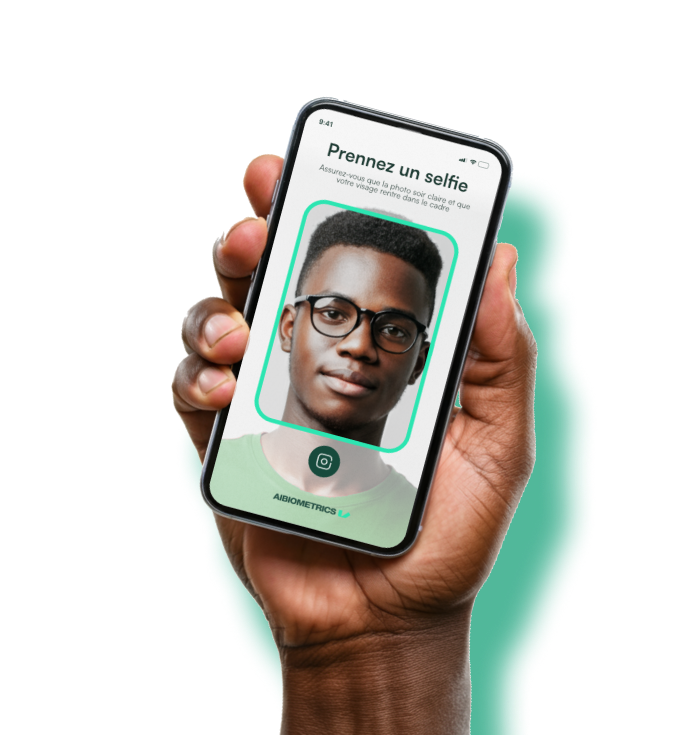 9:41
Prennez un selfie
Assurez-vous que la photo soir claire et que
votre visage rentre dans le cadre
AIBIOMETRICS